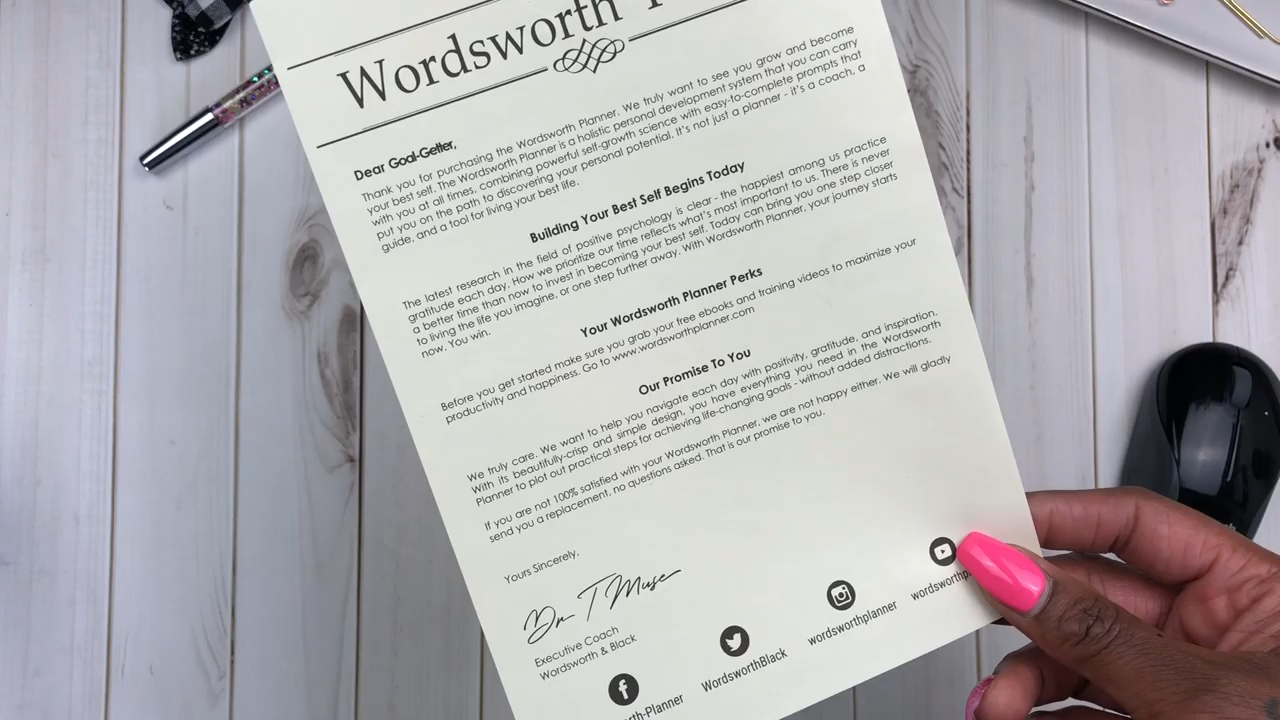 Wordsworth
Dear Goal-Getter,
Thank you for purchasing the Wordsworth Planner. We truly want to see you grow and become
your best self. The Wordsworth Planner is a holistic personal development system that you can carry
with you at all times, combining powerful self-growth science with easy-to-complete prompts that
put you on the path to discovering your personal potential. It's not just a planner - it's a coach, a
guide, and a tool for living your best life.
Building Your Best Self Begins Today
The latest research in the field of positive psychology is clear - the happiest among us practice
gratitude each day. How we prioritize our time reflects what's most important to us. There is never
a better time than now to invest in becoming your best self. Today can bring you one step closer
to living the life you imagine, or one step further away. With Wordsworth Planner, your journey starts
now. You win.
Your Wordsworth Planner Perks
Before you get started make sure you grab your free ebooks and training videos to maximize your
productivity and happiness. Go to www.wordsworthplanner.com
Our Promise To You
We truly care. We want to help you navigate each day with positivity, gratitude, and inspiration.
With its beautifully-crisp and simple design, you have everything you need in the Wordsworth
Planner to plot out practical steps for achieving life-changing goals - without added distractions.
If you are not 100% satisfied with your Wordsworth Planner, we are not happy either. We will gladly
send you a replacement, no questions asked. That is our promise to you.
Yours Sincerely,
Dr T Muse
Executive Coach
Wordsworth & Black
rth-Planner
WordsworthBlack
wordsworthplanner
wordsworthp